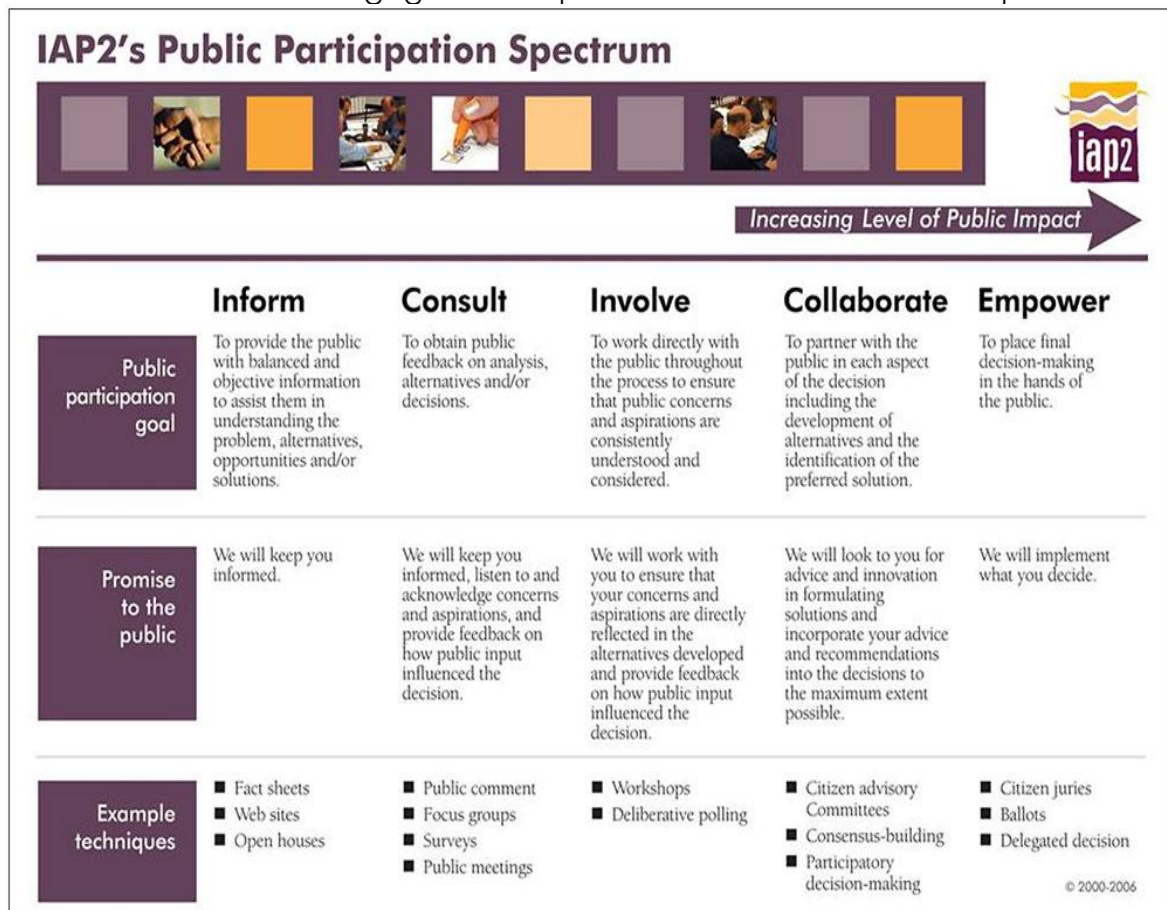 IAP2's Public Participation Spectrum
iap2
Increasing Level of Public Impact
Inform
Consult
Involve
Collaborate
Empower
Public
participation
goal
To provide the public
with balanced and
objective information
to assist them in
understanding the
problem, alternatives,
opportunities and/or
solutions.
To obtain public
feedback on analysis,
alternatives and/or
decisions.
To work directly with
the public throughout
the process to ensure
that public concerns
and aspirations are
consistently
understood and
considered.
To partner with the
public in each aspect
of the decision
including the
development of
alternatives and the
identification of the
preferred solution.
To place final
decision-making
in the hands of
the public.
Promise
to the
public
We will keep you
informed.
We will keep you
informed, listen to and
acknowledge concerns
and aspirations, and
provide feedback on
how public input
influenced the
decision.
We will work with
you to ensure that
your concerns and
aspirations are directly
reflected in the
alternatives developed
and provide feedback
on how public input
influenced the
decision.
We will look to you for
advice and innovation
in formulating
solutions and
incorporate your advice
and recommendations
into the decisions to
the maximum extent
possible.
We will implement
what you decide.
Example
techniques
■ Fact sheets
■ Web sites
■ Open houses
■ Public comment
■ Focus groups
■ Surveys
■ Public meetings
■ Workshops
■ Deliberative polling
■ Citizen advisory
Committees
■ Consensus-building
■ Participatory
decision-making
■ Citizen juries
■ Ballots
■ Delegated decision
© 2000-2006